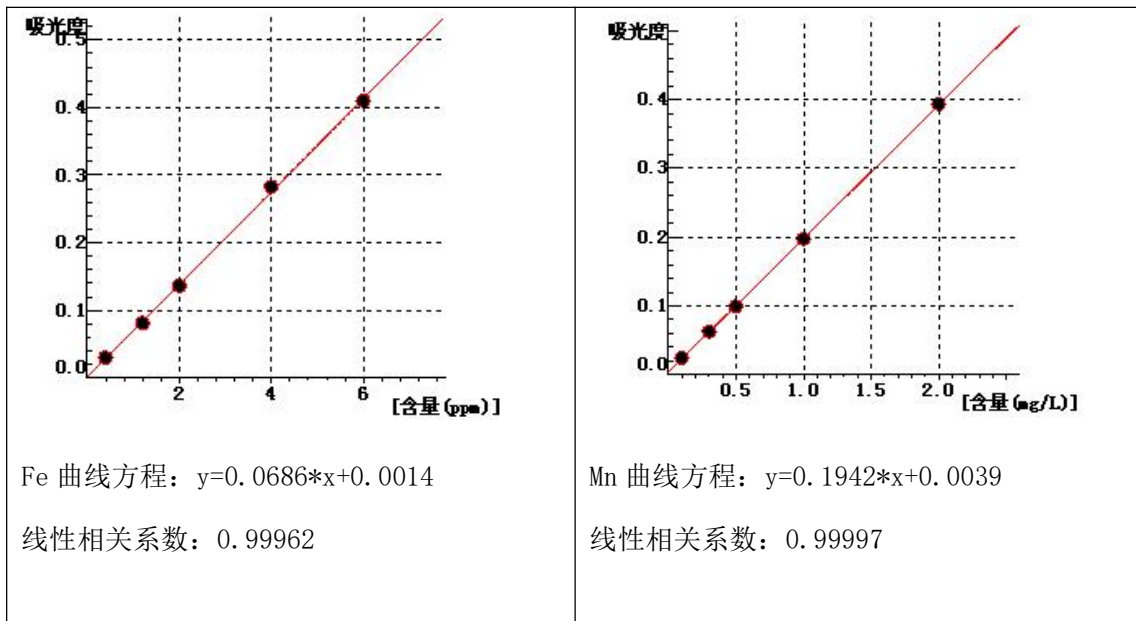 吸光度
0.5
0.4
0.3
0.2
0.1
0.0
2 4 6
[含量(ppm)]
Fe 曲线方程：y=0.0686*x+0.0014
线性相关系数：0.99962
吸光度
0.4
0.3
0.2
0.1
0.0
0.5 1.0 1.5 2.0
[含量(mg/L)]
Mn 曲线方程：y=0.1942*x+0.0039
线性相关系数：0.99997